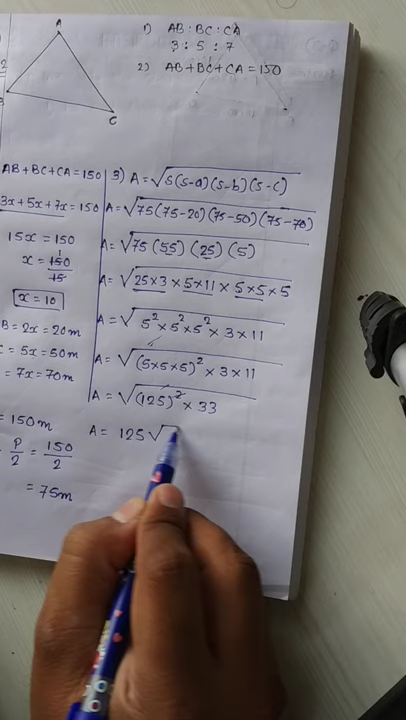 1) AB : BC : CA
3 : 5 : 7
2) AB + BC + CA = 150
A
B
C
AB + BC + CA = 150
3x + 5x + 7x = 150
15x = 150
x = 150/15
x = 10
B = 2x = 20m
C = 5x = 50m
= 7x = 70m
= 150m
P/2 = 150/2
= 75m
3) A = √s(s-a)(s-b)(s-c)
A = √75(75-20)(75-50)(75-70)
A = √75(55)(25)(5)
A = √25×3×5×11×5×5×5
A = √5²×5²×5²×3×11
A = √(5×5×5)²×3×11
A = √(125)²×33
A = 125√